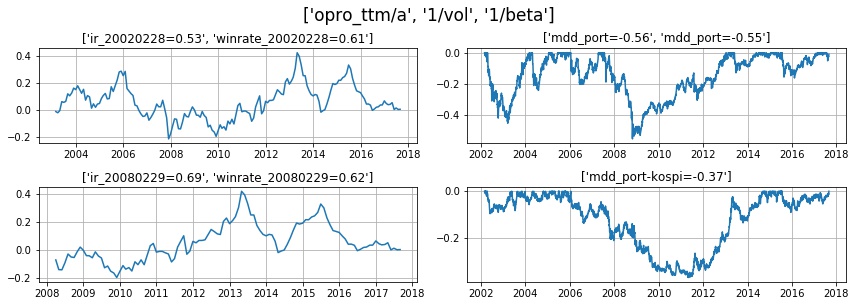 ['opro_ttm/a', '1/vol', '1/beta']
['ir_20020228=0.53', 'winrate_20020228=0.61']
0.4
0.2
0.0
−0.2
2004 2006 2008 2010 2012 2014 2016 2018
['mdd_port=-0.56', 'mdd_port=-0.55']
0.0
−0.2
−0.4
2002 2004 2006 2008 2010 2012 2014 2016 2018
['ir_20080229=0.69', 'winrate_20080229=0.62']
0.4
0.2
0.0
−0.2
2008 2009 2010 2011 2012 2013 2014 2015 2016 2017 2018
['mdd_port-kospi=-0.37']
0.0
−0.2
2002 2004 2006 2008 2010 2012 2014 2016 2018